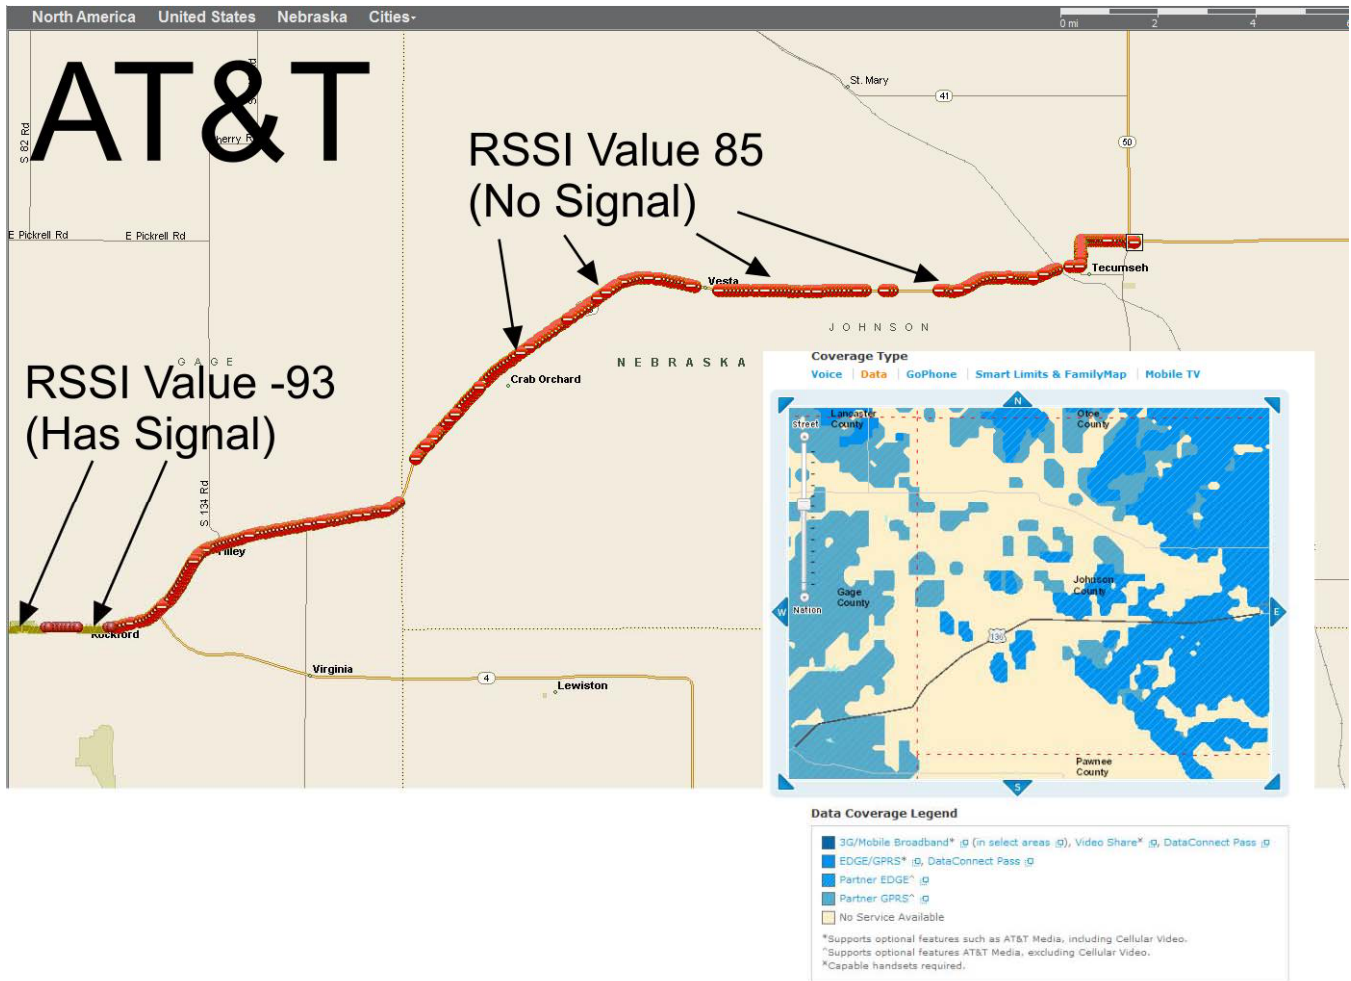 North America United States Nebraska Cities-
0 mi 2 4 6
AT&T
S 82 Rd
herry R
St. Mary
41
50
RSSI Value 85
(No Signal)
E Pickrell Rd E Pickrell Rd
Tecumseh
Vesta
JOHNSON
GAGE
NEBRASKA
RSSI Value -93
(Has Signal)
Crab Orchard
S 134 Rd
Filley
Rockford
Virginia
4
Lewiston
Coverage Type
Voice | Data | GoPhone | Smart Limits & FamilyMap | Mobile TV
N
Lancaster
County
Otoe
County
Street
Johnson
County
Gage
County
Nation
W
E
136
Pawnee
County
S
Data Coverage Legend
3G/Mobile Broadband* (in select areas), Video Share*, DataConnect Pass
EDGE/GPRS*, DataConnect Pass
Partner EDGE^
Partner GPRS^
No Service Available
*Supports optional features such as AT&T Media, including Cellular Video.
^Supports optional features AT&T Media, excluding Cellular Video.
*Capable handsets required.